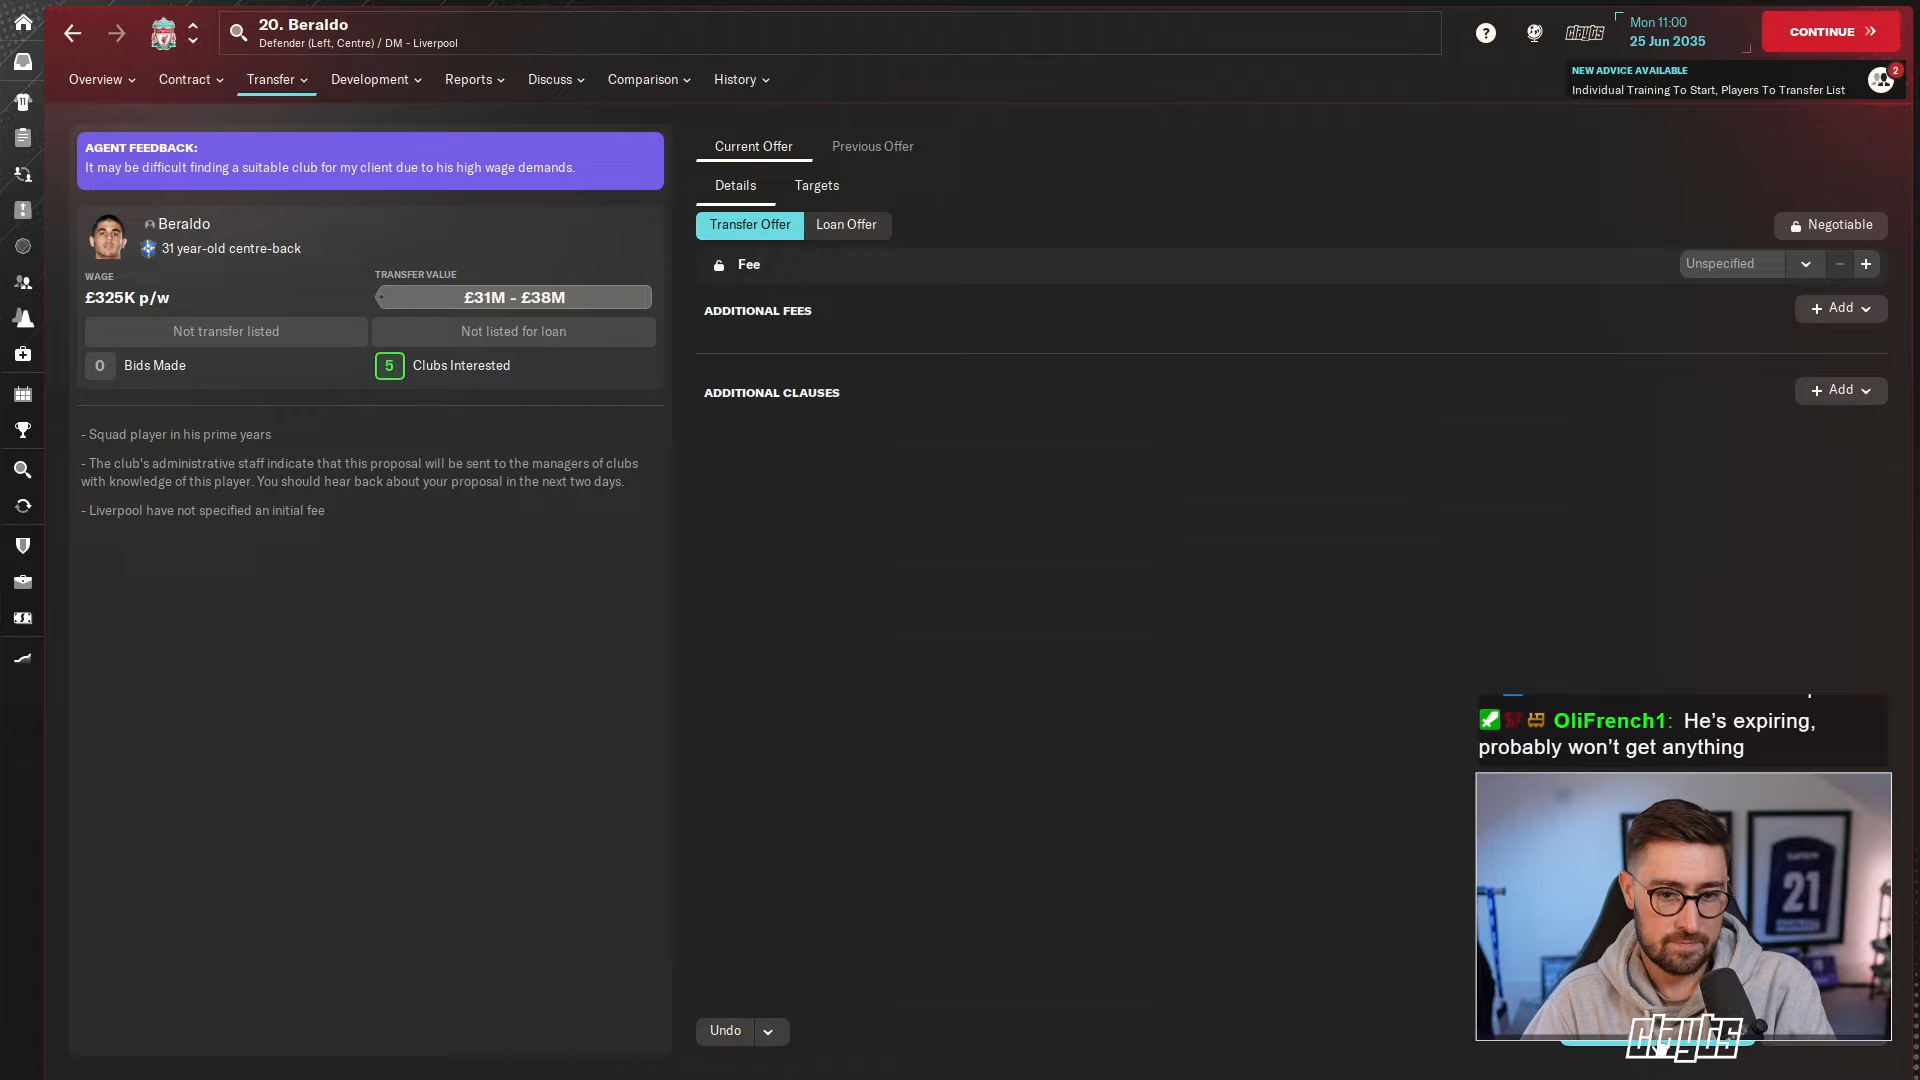 20. Beraldo
Defender (Left, Centre) / DM - Liverpool
clayts
Mon 11:00
25 Jun 2035
CONTINUE
Overview
Contract
Transfer
Development
Reports
Discuss
Comparison
History
NEW ADVICE AVAILABLE
Individual Training To Start, Players To Transfer List
2
AGENT FEEDBACK:
It may be difficult finding a suitable club for my client due to his high wage demands.
Beraldo
31 year-old centre-back
WAGE
£325K p/w
TRANSFER VALUE
£31M - £38M
Not transfer listed
Not listed for loan
0 Bids Made
5 Clubs Interested
- Squad player in his prime years
- The club's administrative staff indicate that this proposal will be sent to the managers of clubs
with knowledge of this player. You should hear back about your proposal in the next two days.
- Liverpool have not specified an initial fee
Current Offer
Previous Offer
Details
Targets
Transfer Offer
Loan Offer
Negotiable
Fee
Unspecified
ADDITIONAL FEES
+ Add
ADDITIONAL CLAUSES
+ Add
Undo
OliFrench1: He's expiring,
probably won't get anything
21
clayts